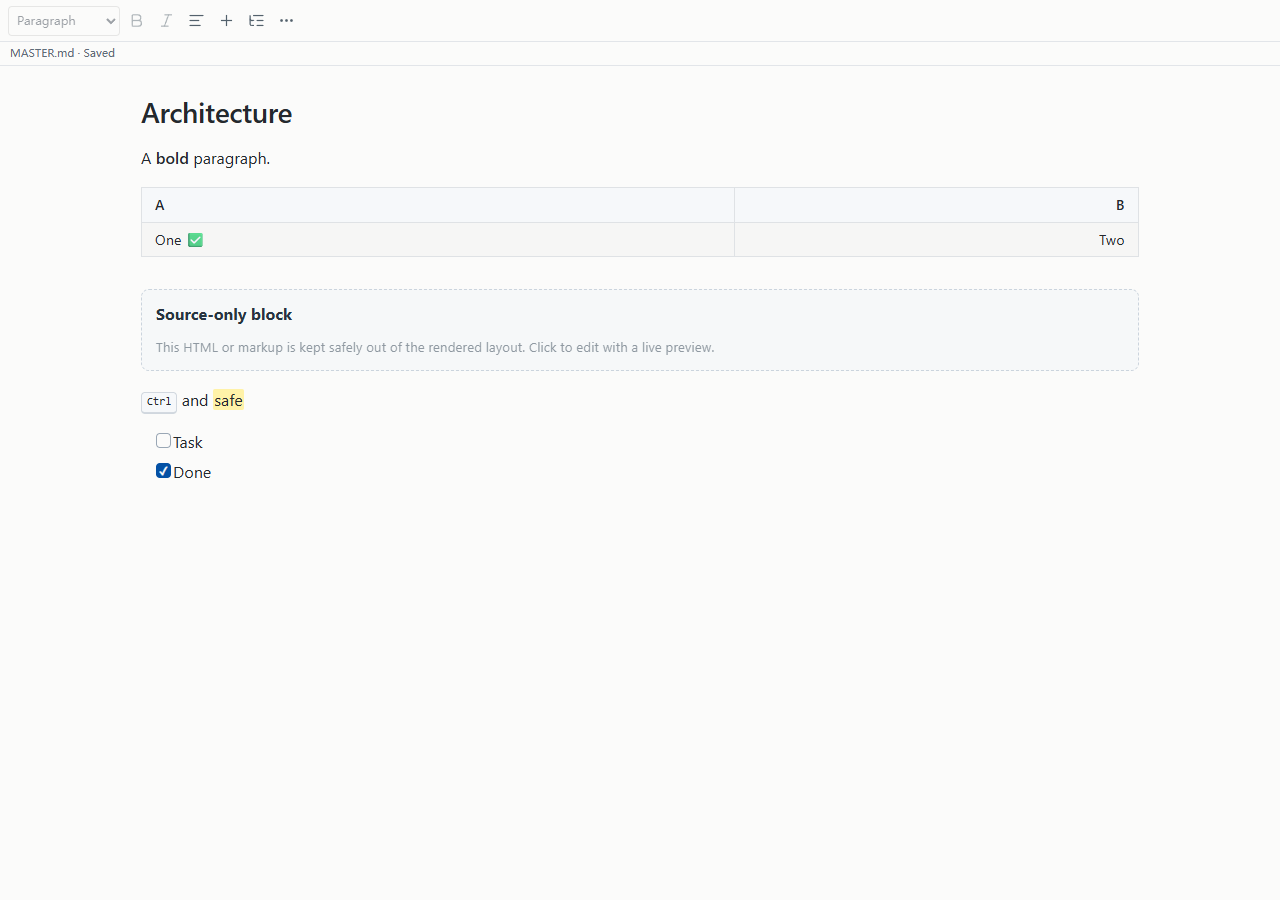 Paragraph
MASTER.md · Saved
Architecture
A bold paragraph.
A B
One ✅ Two
Source-only block
This HTML or markup is kept safely out of the rendered layout. Click to edit with a live preview.
Ctrl and safe
Task
Done